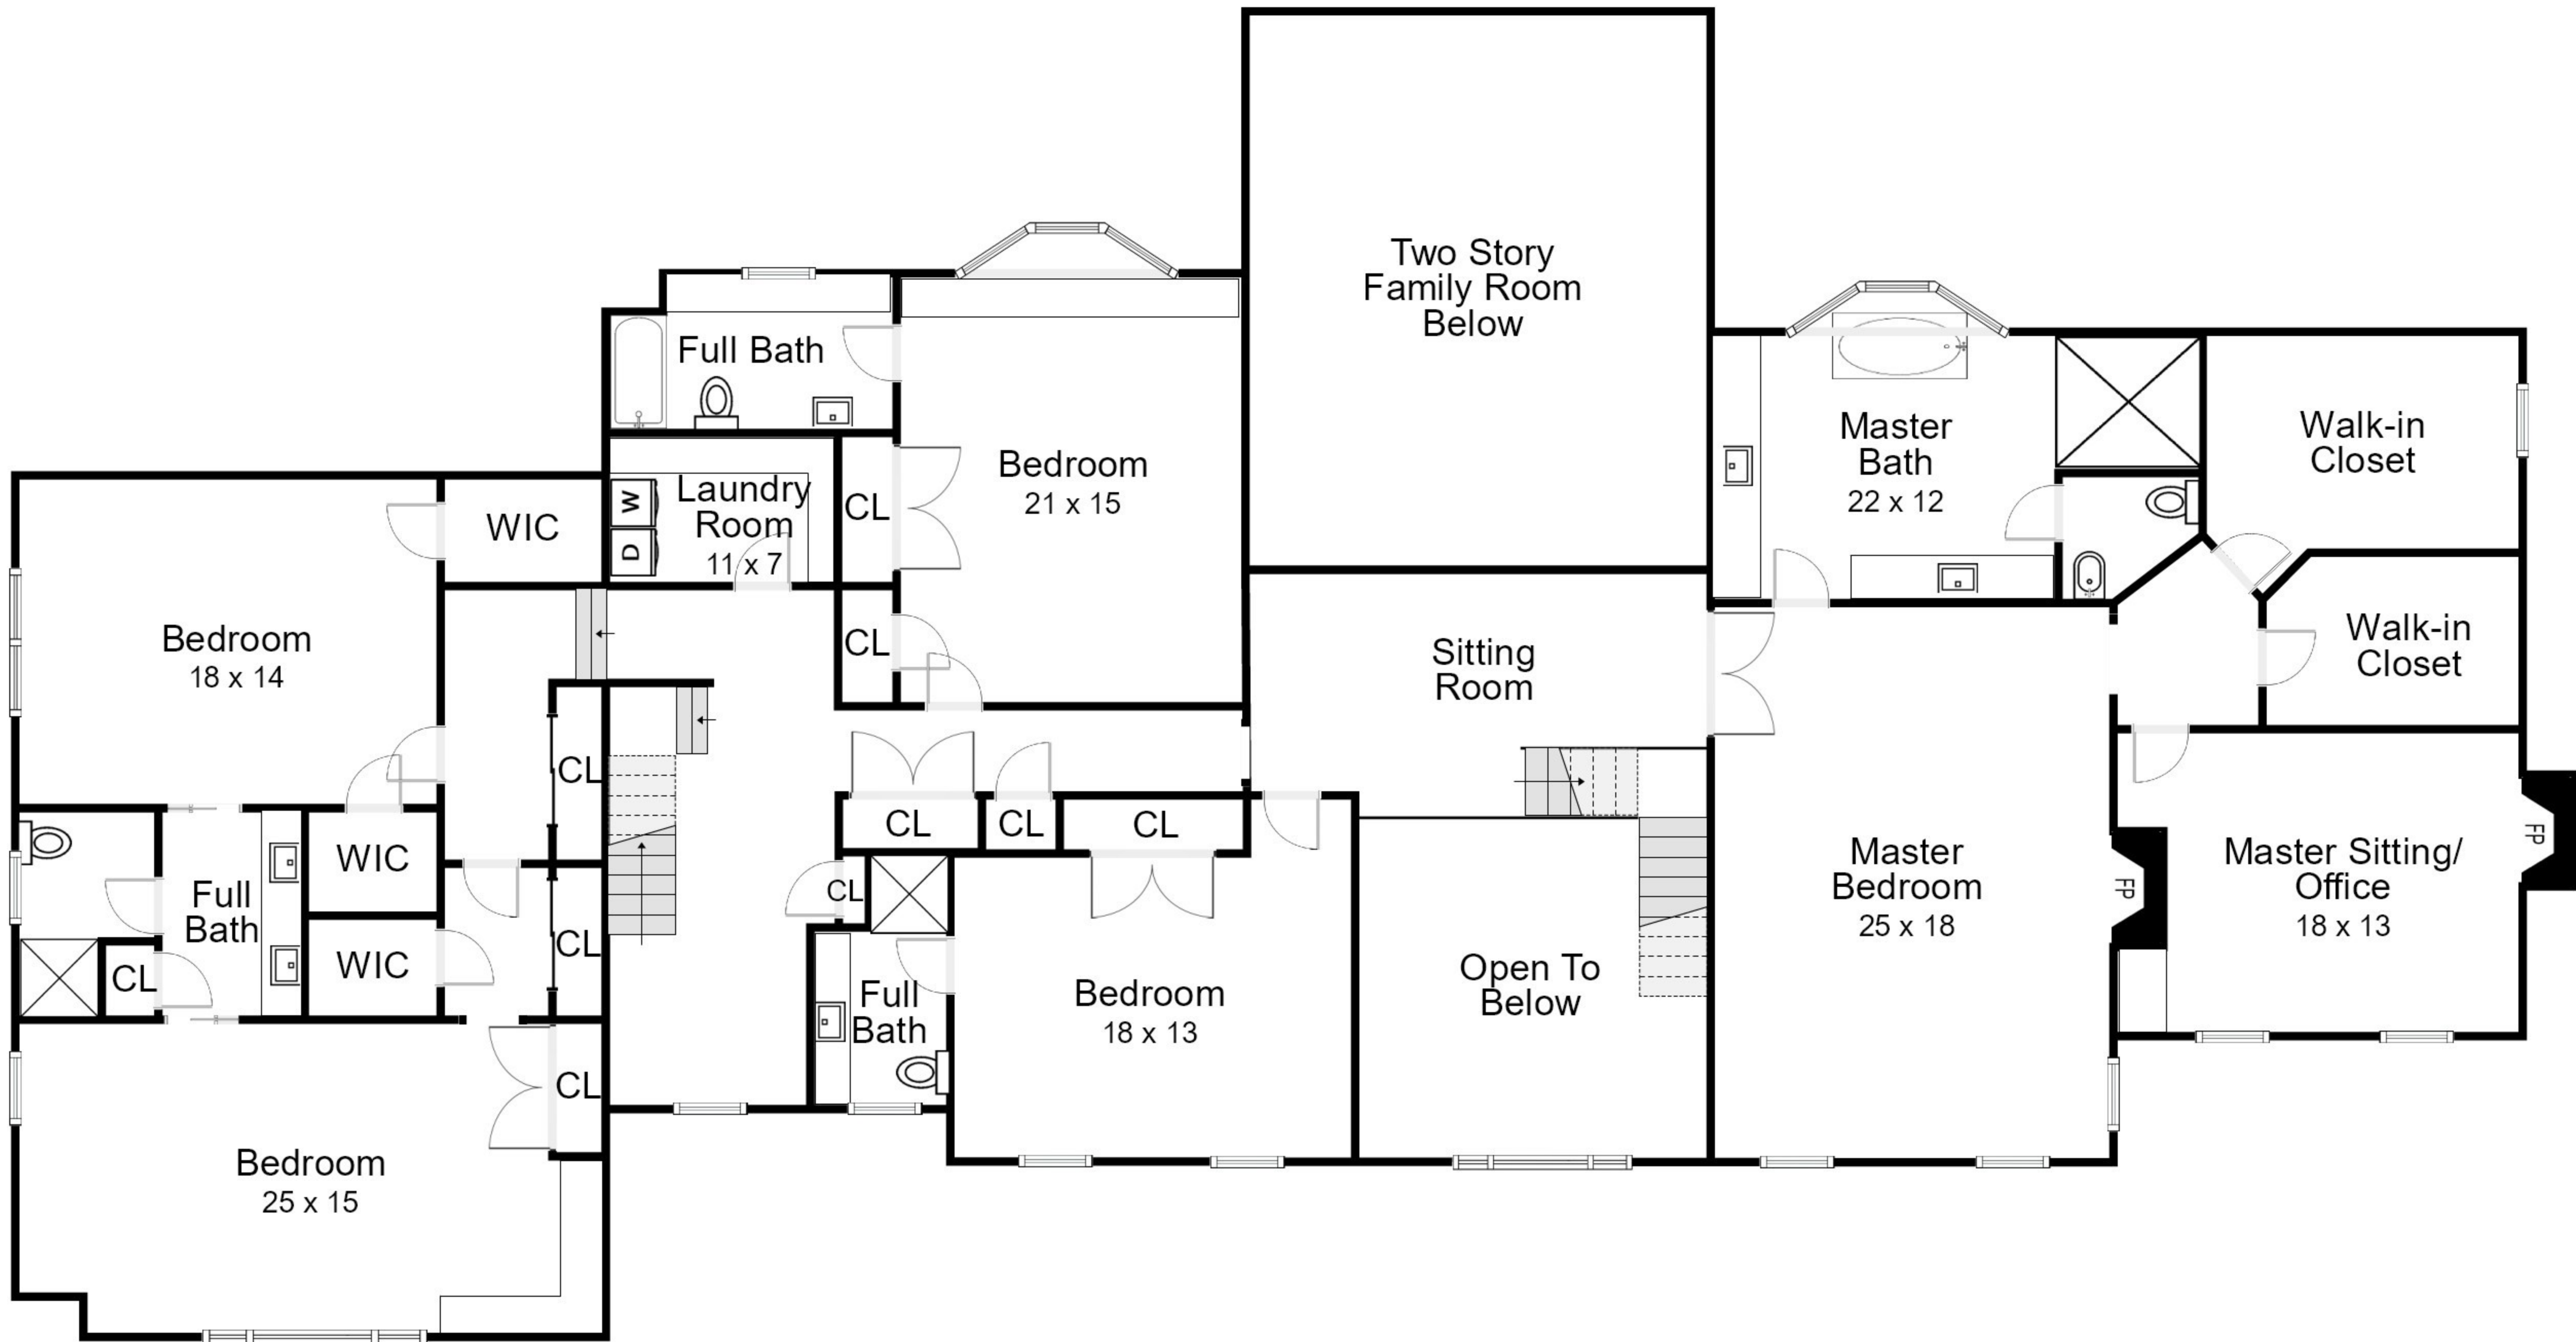 Two Story
Family Room
Below
Full Bath
Master
Bath
22 x 12
Walk-in
Closet
Bedroom
21 x 15
CL
Laundry
Room
11 x 7
W
D
WIC
Bedroom
18 x 14
CL
Sitting
Room
Walk-in
Closet
CL
CL
CL
CL
WIC
Full
Bath
WIC
CL
CL
CL
Master
Bedroom
25 x 18
FP
Master Sitting/
Office
18 x 13
FP
Open To
Below
Bedroom
18 x 13
Full
Bath
CL
Bedroom
25 x 15